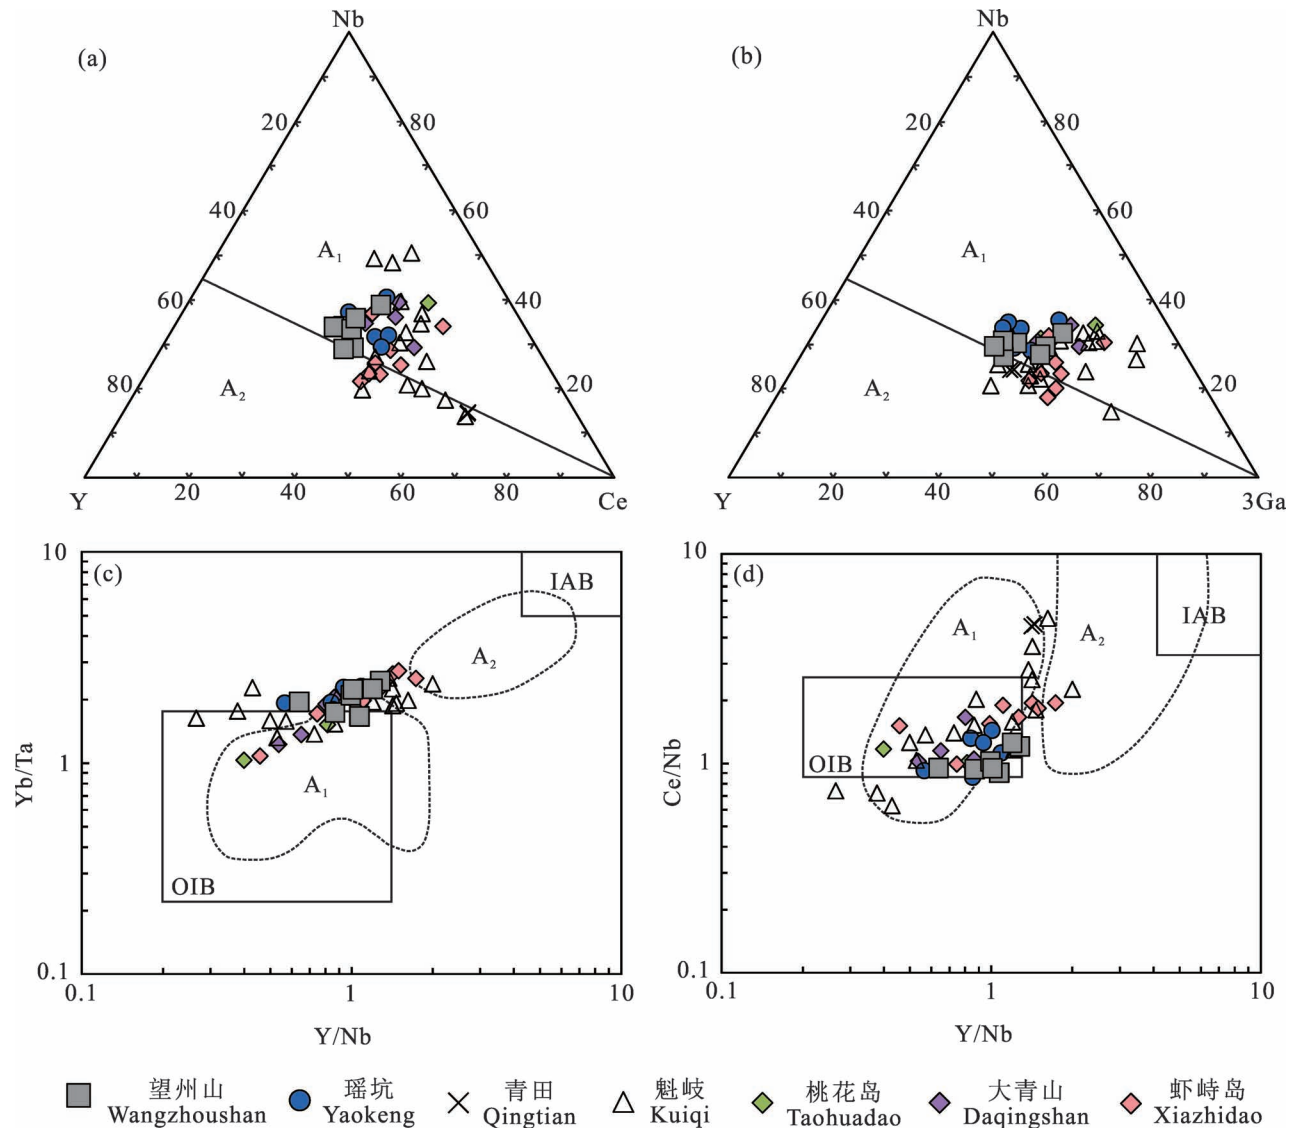 Nb
(a)
20
80
40
60
A1
60
40
80
A2
20
Y
20
40
60
80
Ce
Nb
(b)
20
80
40
60
A1
60
40
80
A2
20
Y
20
40
60
80
3Ga
10
(c)
IAB
A2
Yb/Ta
1
A1
OIB
0.1
0.1
1
10
Y/Nb
10
(d)
A1
IAB
A2
Ce/Nb
OIB
1
0.1
0.1
1
10
Y/Nb
望州山 瑶坑 青田 魁岐 桃花岛 大青山 虾峙岛
Wangzhoushan Yaokeng Qingtian Kuiqi Taohuadao Daqingshan Xiazhidao